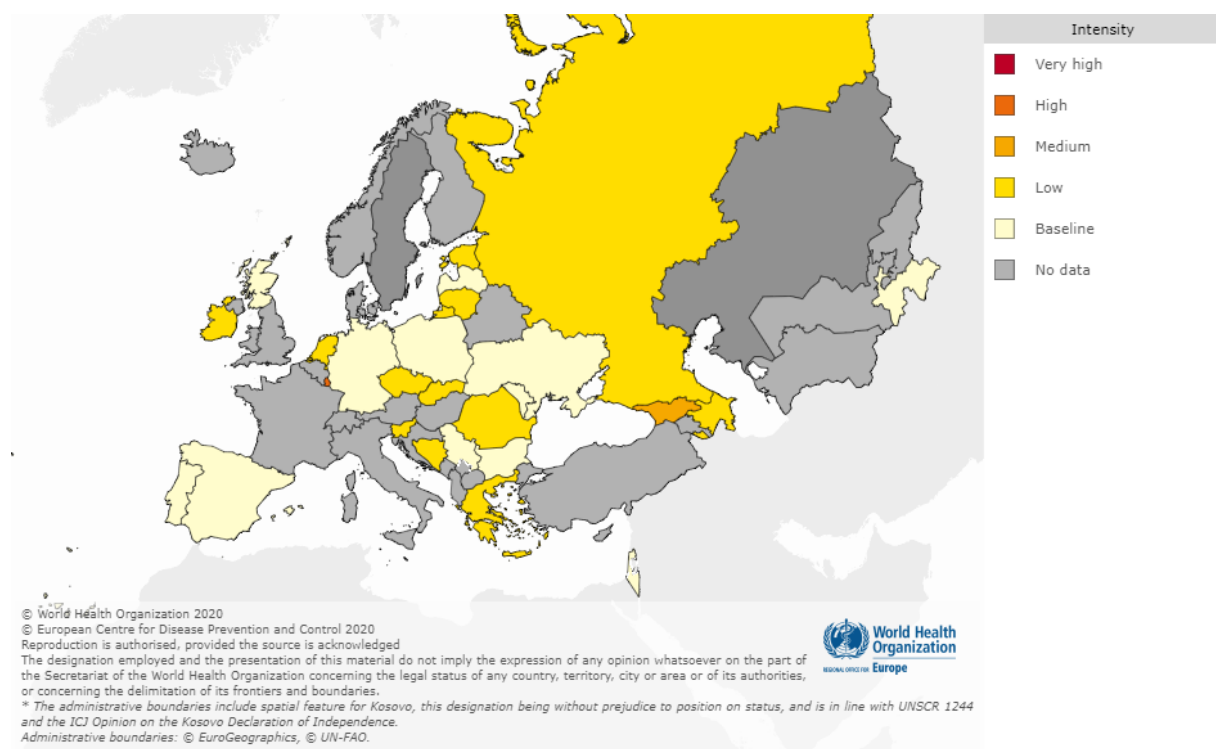 Intensity
Very high
High
Medium
Low
Baseline
No data
© World Health Organization 2020
© European Centre for Disease Prevention and Control 2020
Reproduction is authorised, provided the source is acknowledged
The designation employed and the presentation of this material do not imply the expression of any opinion whatsoever on the part of
the Secretariat of the World Health Organization concerning the legal status of any country, territory, city or area or of its authorities,
or concerning the delimitation of its frontiers and boundaries.
* The administrative boundaries include spatial feature for Kosovo, this designation being without prejudice to position on status, and is in line with UNSCR 1244
and the ICJ Opinion on the Kosovo Declaration of Independence.
Administrative boundaries: © EuroGeographics, © UN-FAO.
World Health
Organization
REGIONAL OFFICE FOR Europe